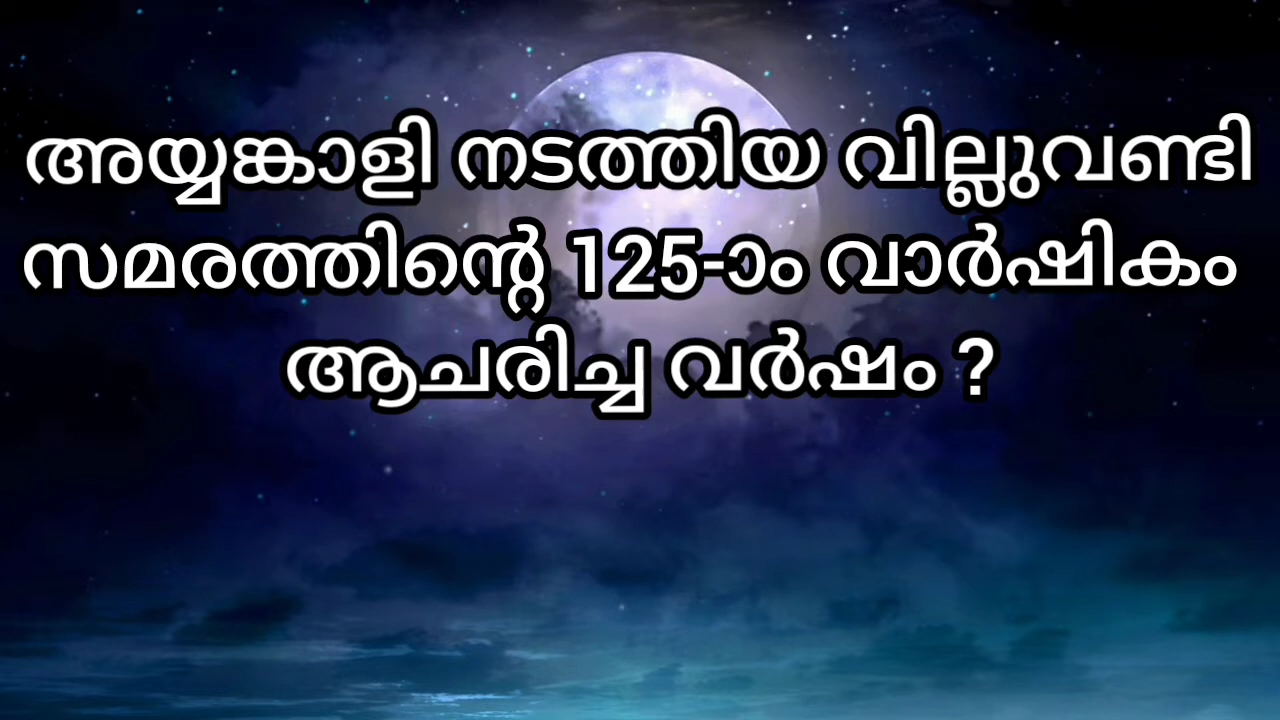 അയ്യങ്കാളി നടത്തിയ വില്ലുവണ്ടി
സമരത്തിന്റെ 125-ാം വാർഷികം
ആചരിച്ച വർഷം ?